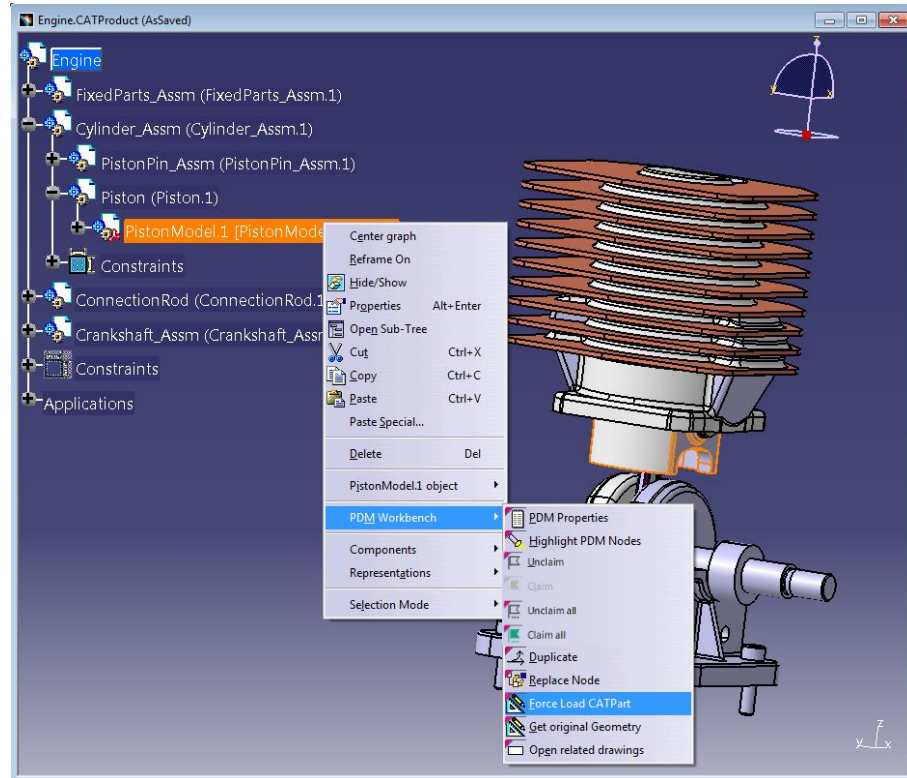 Engine.CATProduct (AsSaved)
Engine
FixedParts_Assm (FixedParts_Assm.1)
Cylinder_Assm (Cylinder_Assm.1)
PistonPin_Assm (PistonPin_Assm.1)
Piston (Piston.1)
PistonModel.1 [PistonMode
Constraints
ConnectionRod (ConnectionRod.1
Crankshaft_Assm (Crankshaft_Assr
Constraints
Applications
Center graph
Reframe On
Hide/Show
Properties Alt+Enter
Open Sub-Tree
Cut Ctrl+X
Copy Ctrl+C
Paste Ctrl+V
Paste Special...
Delete Del
PistonModel.1 object
PDM Workbench
Components
Representations
Selection Mode
PDM Properties
Highlight PDM Nodes
Unclaim
Claim
Unclaim all
Claim all
Duplicate
Replace Node
Force Load CATPart
Get original Geometry
Open related drawings
z
y
x
z
y x